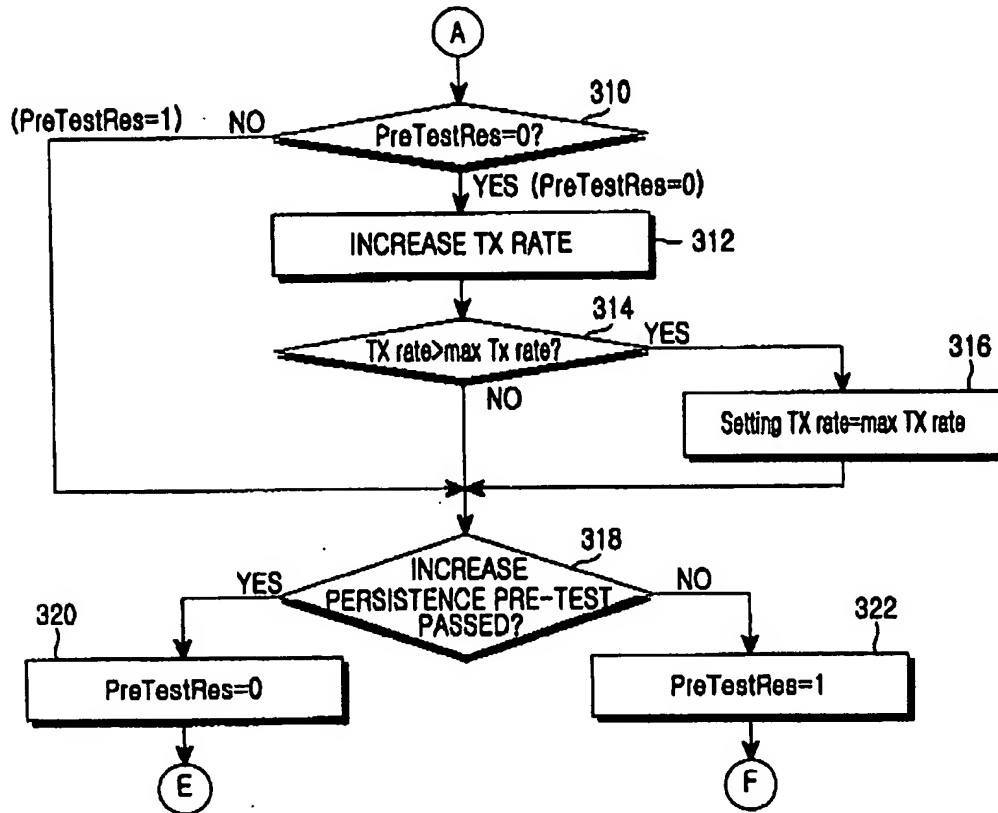 A
310
(PreTestRes=1) NO
PreTestRes=0?
YES (PreTestRes=0)
INCREASE TX RATE
312
314
TX rate>max Tx rate?
YES
NO
316
Setting TX rate=max TX rate
318
YES
INCREASE
PERSISTENCE PRE-TEST
PASSED?
NO
320
PreTestRes=0
322
PreTestRes=1
E
F